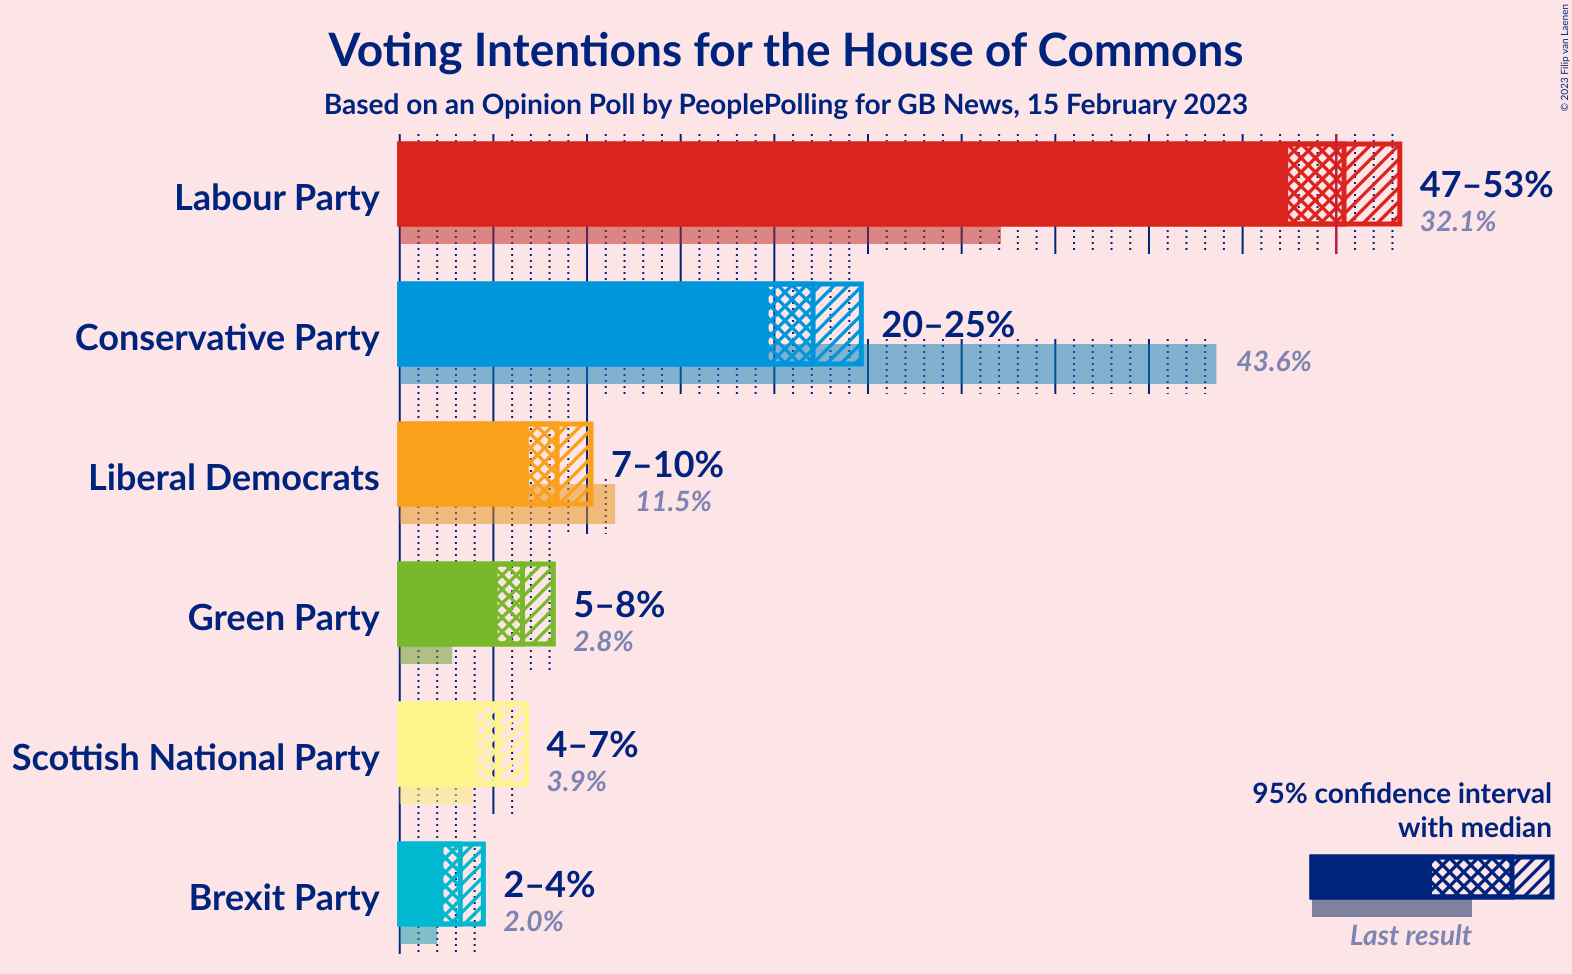 Voting Intentions for the House of Commons
Based on an Opinion Poll by PeoplePolling for GB News, 15 February 2023
© 2023 Filip van Laenen
Labour Party
47–53%
32.1%
Conservative Party
20–25%
43.6%
Liberal Democrats
7–10%
11.5%
Green Party
5–8%
2.8%
Scottish National Party
4–7%
3.9%
Brexit Party
2–4%
2.0%
95% confidence interval
with median
Last result